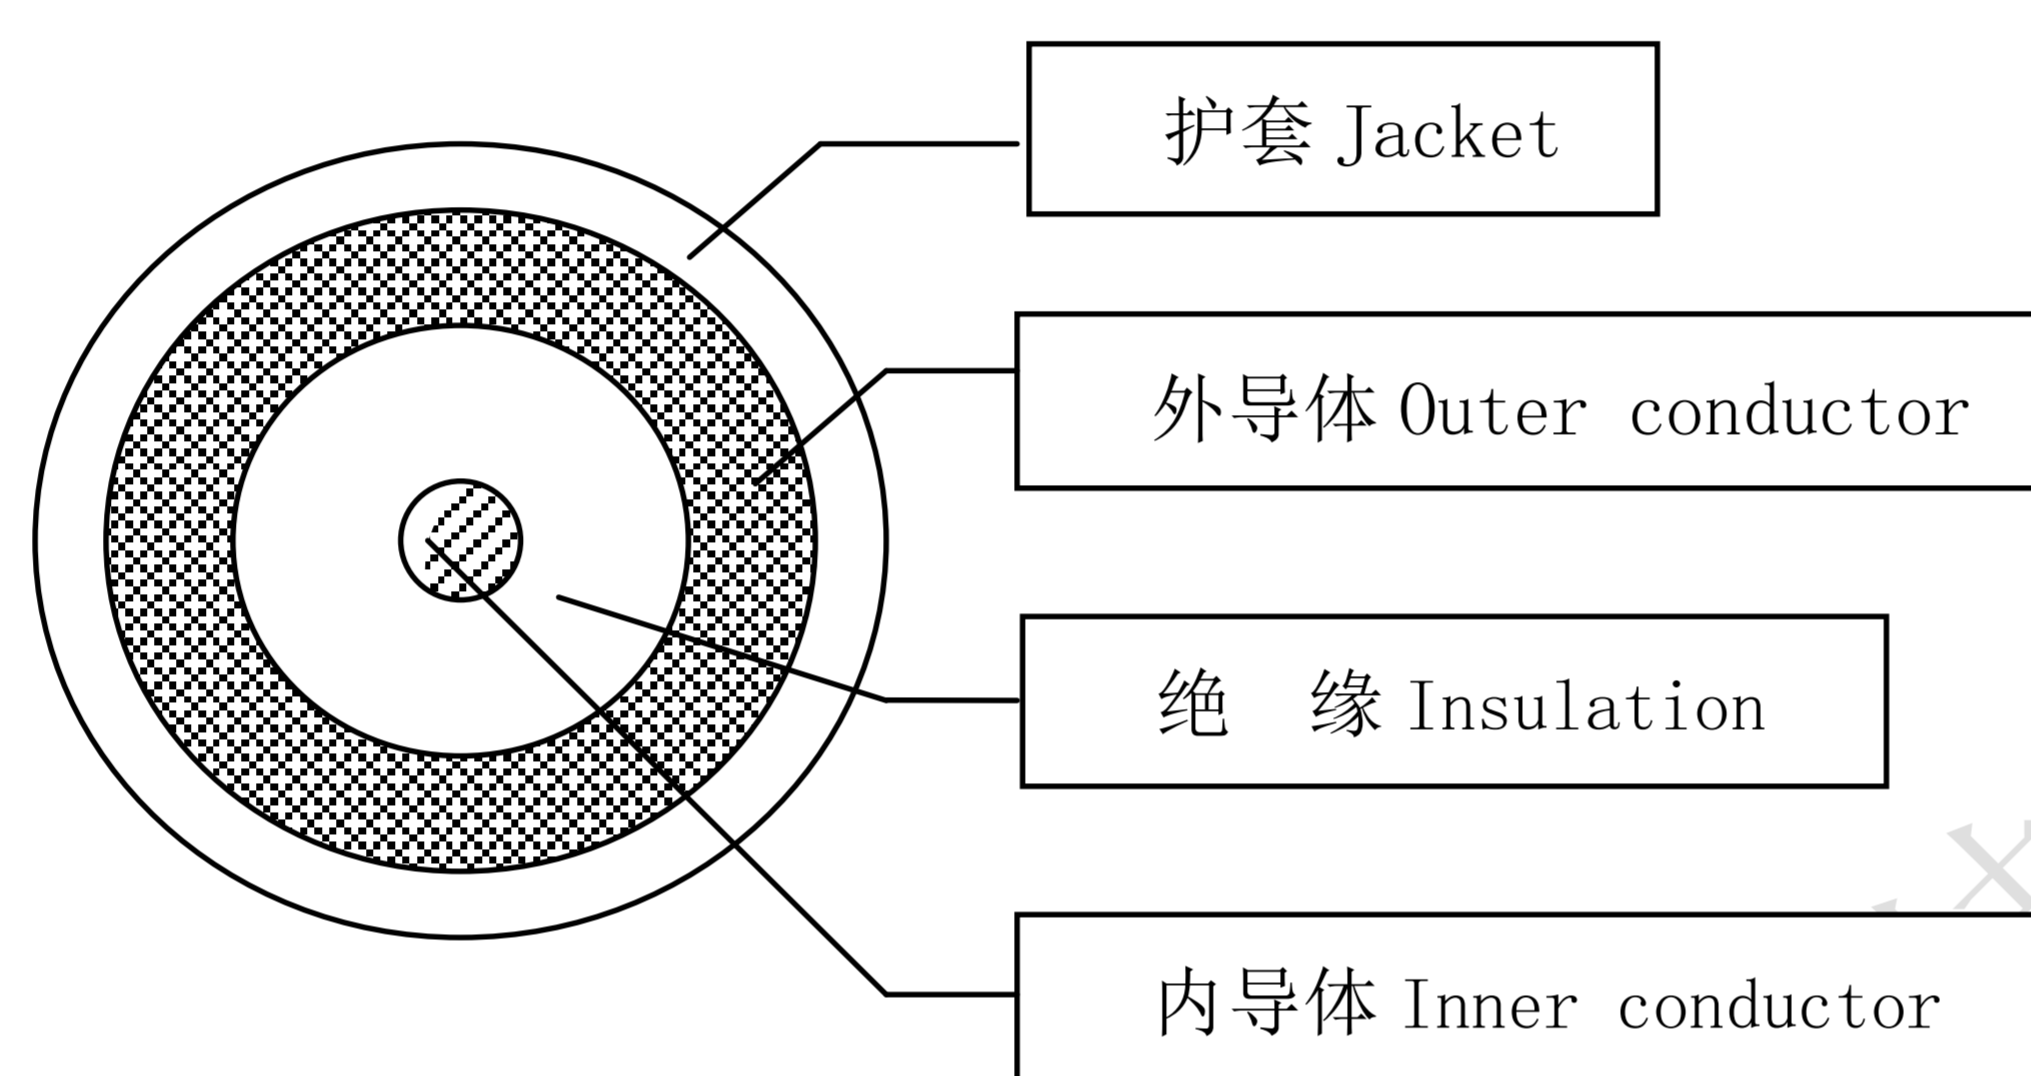 护套 Jacket
外导体 Outer conductor
绝 缘 Insulation
内导体 Inner conductor